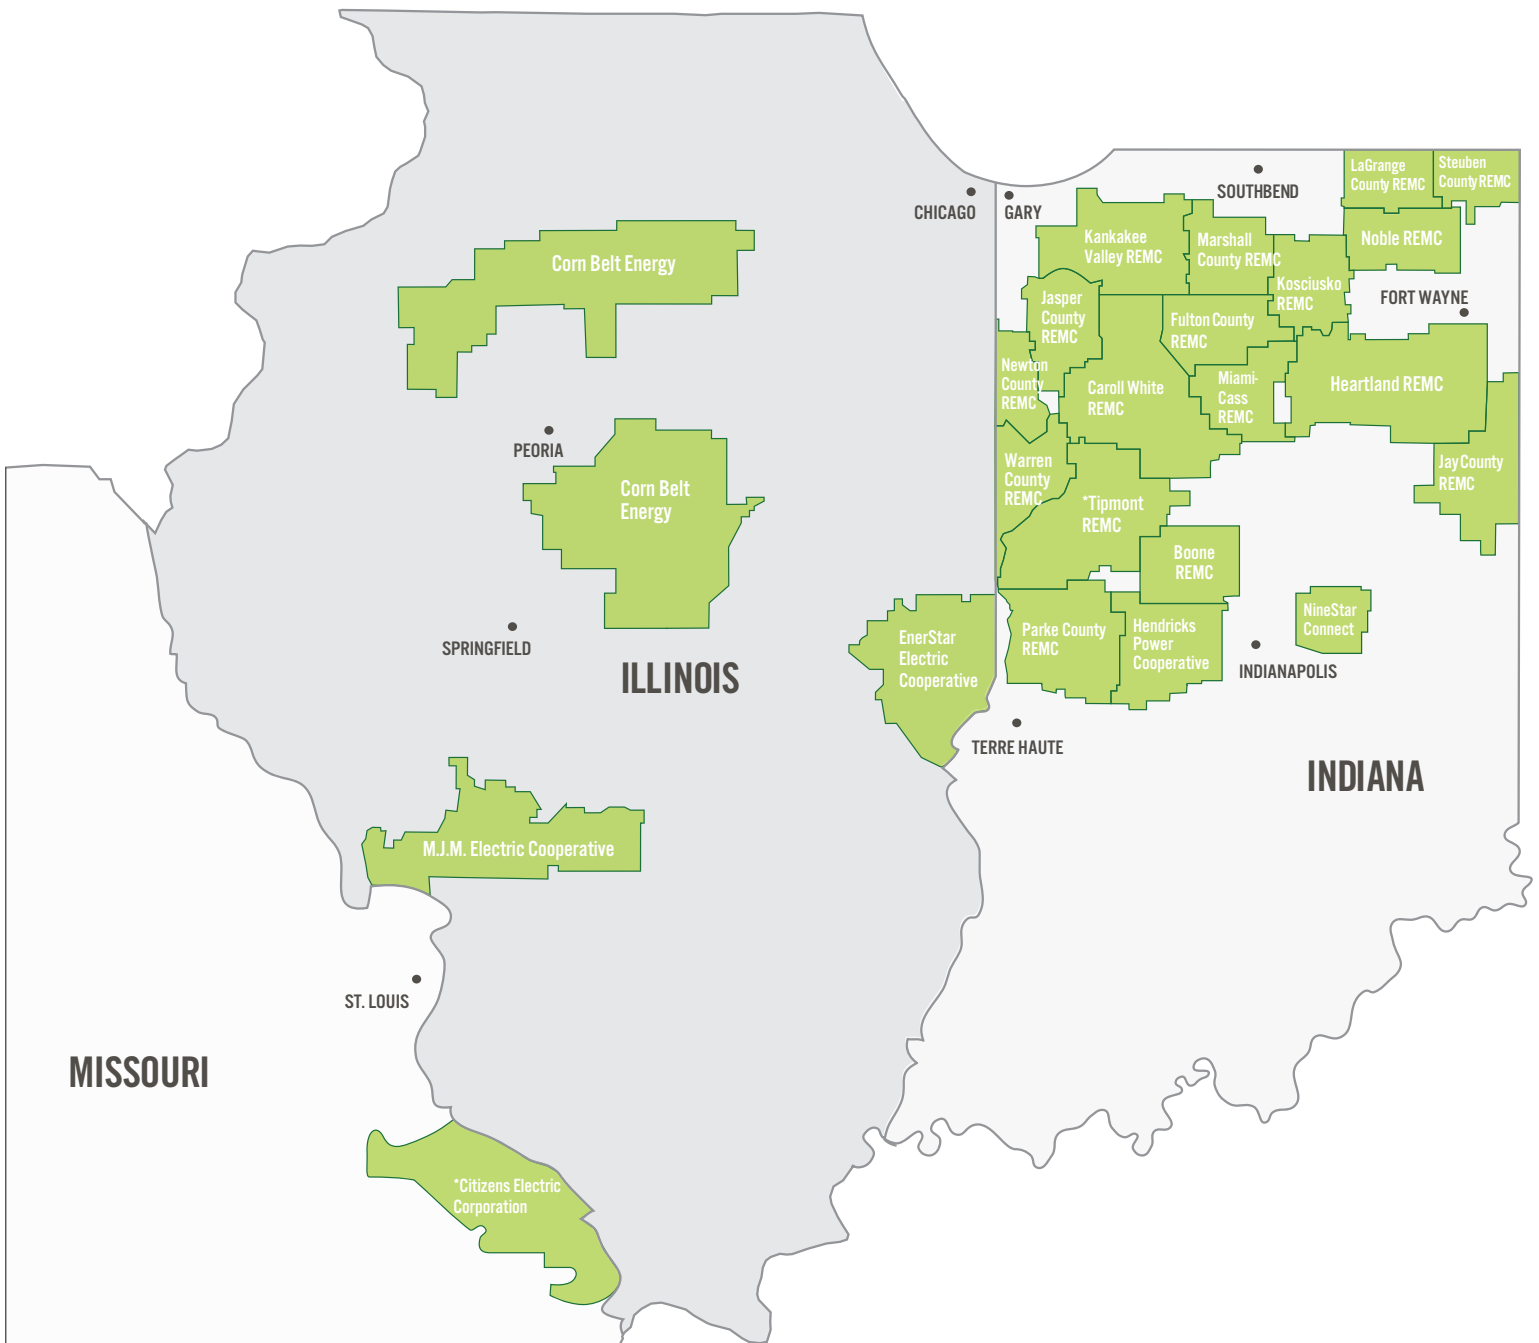 LaGrange
County REMC
Steuben
County REMC
SOUTHBEND
CHICAGO
GARY
Kankakee
Valley REMC
Marshall
County REMC
Noble REMC
Corn Belt Energy
Kosciusko
REMC
FORT WAYNE
Jasper
County
REMC
Fulton County
REMC
Newton
County
REMC
Caroll White
REMC
Miami-
Cass
REMC
Heartland REMC
PEORIA
Warren
County
REMC
Jay County
REMC
Corn Belt
Energy
*Tipmont
REMC
Boone
REMC
NineStar
Connect
SPRINGFIELD
EnerStar
Electric
Cooperative
Parke County
REMC
Hendricks
Power
Cooperative
INDIANAPOLIS
ILLINOIS
TERRE HAUTE
INDIANA
M.J.M. Electric Cooperative
ST. LOUIS
MISSOURI
*Citizens Electric
Corporation